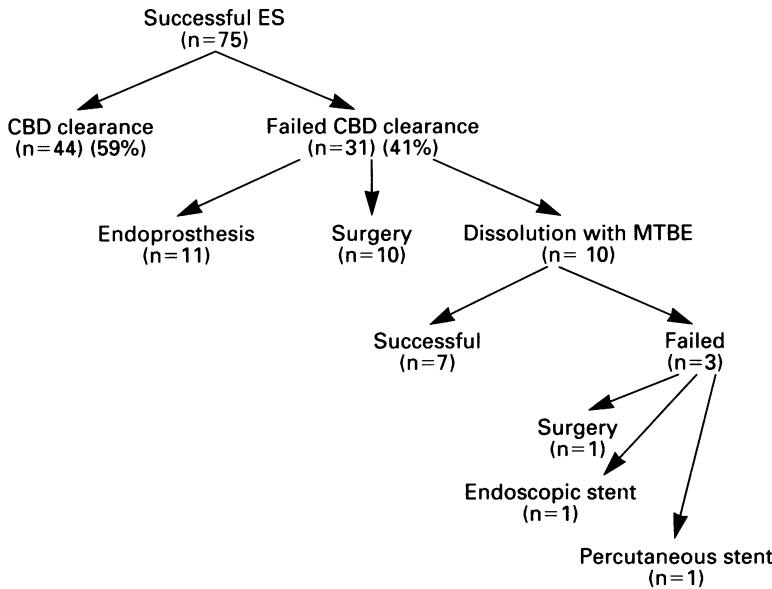 Successful ES
(n=75)
CBD clearance
(n=44) (59%)
Failed CBD clearance
(n=31) (41%)
Endoprosthesis
(n=11)
Surgery
(n=10)
Dissolution with MTBE
(n= 10)
Successful
(n=7)
Failed
(n=3)
Surgery
(n=1)
Endoscopic stent
(n=1)
Percutaneous stent
(n=1)